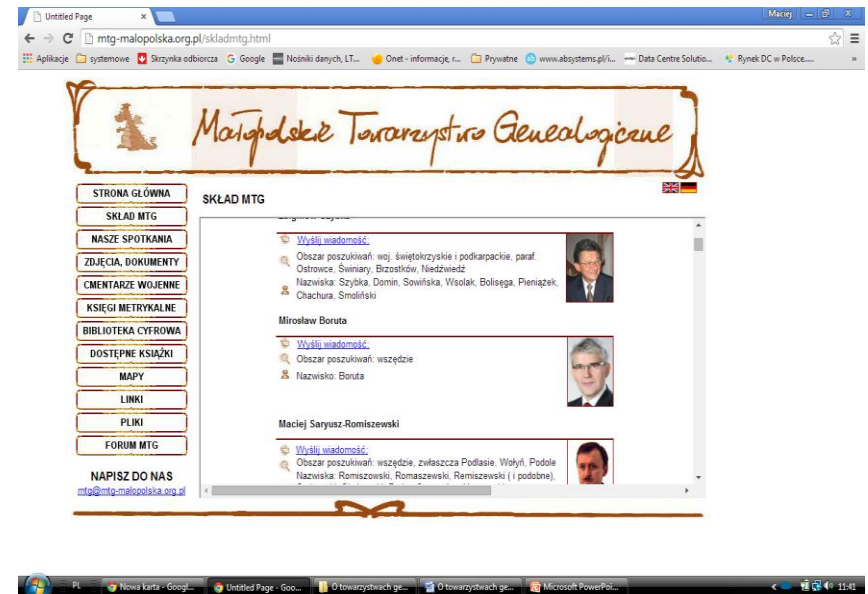 Untitled Page
Maciej
mtg-malopolska.org.pl/skladmtg.html
Aplikacje systemowe Skrzynka odbiorcza Google Nośniki danych, LT... Onet - informacje, r... Prywatne www.absystems.pl/i... Data Centre Solutio... Rynek DC w Polsce.... »
Małopolskie Towarzystwo Genealogiczne
STRONA GŁÓWNA
SKŁAD MTG
NASZE SPOTKANIA
ZDJĘCIA, DOKUMENTY
CMENTARZE WOJENNE
KSIĘGI METRYKALNE
BIBLIOTEKA CYFROWA
DOSTĘPNE KSIĄŻKI
MAPY
LINKI
PLIKI
FORUM MTG
NAPISZ DO NAS
mtg@mtg-malopolska.org.pl
SKŁAD MTG
Wyślij wiadomość:
Obszar poszukiwań: woj. świętokrzyskie i podkarpackie, paraf.
Ostrowce, Świniary, Brzostków, Niedźwiedź
Nazwiska: Szybka, Domin, Sowińska, Wsolak, Bolisęga, Pieniążek,
Chachura, Smoliński
Mirosław Boruta
Wyślij wiadomość:
Obszar poszukiwań: wszędzie
Nazwisko: Boruta
Maciej Saryusz-Romiszewski
Wyślij wiadomość:
Obszar poszukiwań: wszędzie, zwłaszcza Podlasie, Wołyń, Podole
Nazwiska: Romiszowski, Romaszewski, Remiszewski ( i podobne),
PL Nowa karta - Googl... Untitled Page - Goo... O towarzystwach ge... O towarzystwach ge... Microsoft PowerPoi... 11:41